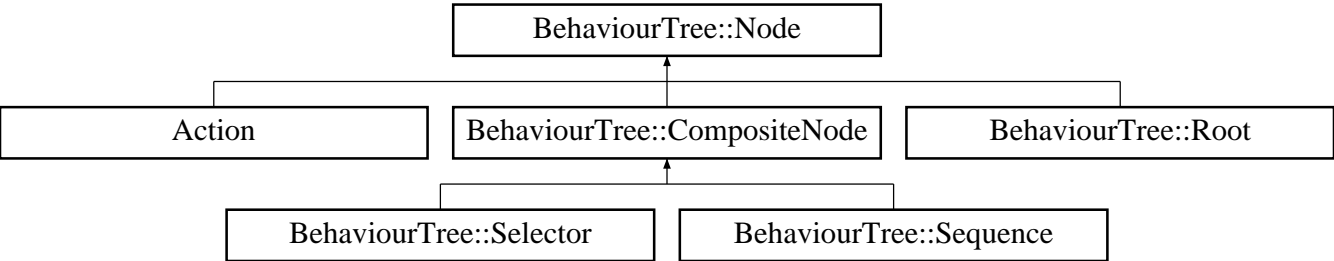 BehaviourTree::Node
Action
BehaviourTree::CompositeNode
BehaviourTree::Root
BehaviourTree::Selector
BehaviourTree::Sequence